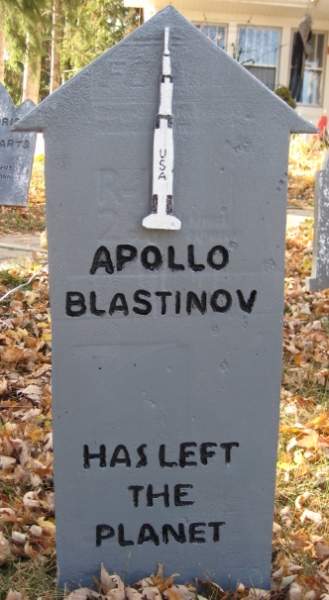 USA
APOLLO
BLASTINOV
HAS LEFT
THE
PLANET